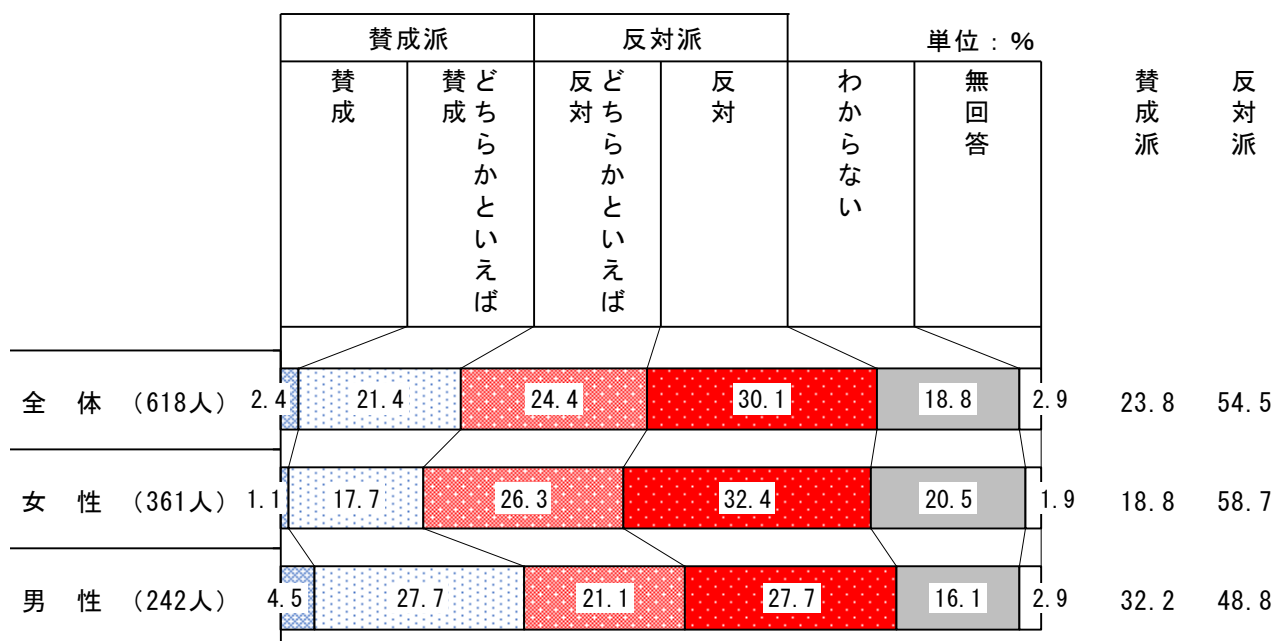 賛成派 反対派 単位：％
賛成
どちらかといえば賛成
どちらかといえば反対
反対
わからない
無回答
賛成派
反対派
全 体 （618人） 2.4 21.4 24.4 30.1 18.8 2.9 23.8 54.5
女 性 （361人） 1.1 17.7 26.3 32.4 20.5 1.9 18.8 58.7
男 性 （242人） 4.5 27.7 21.1 27.7 16.1 2.9 32.2 48.8